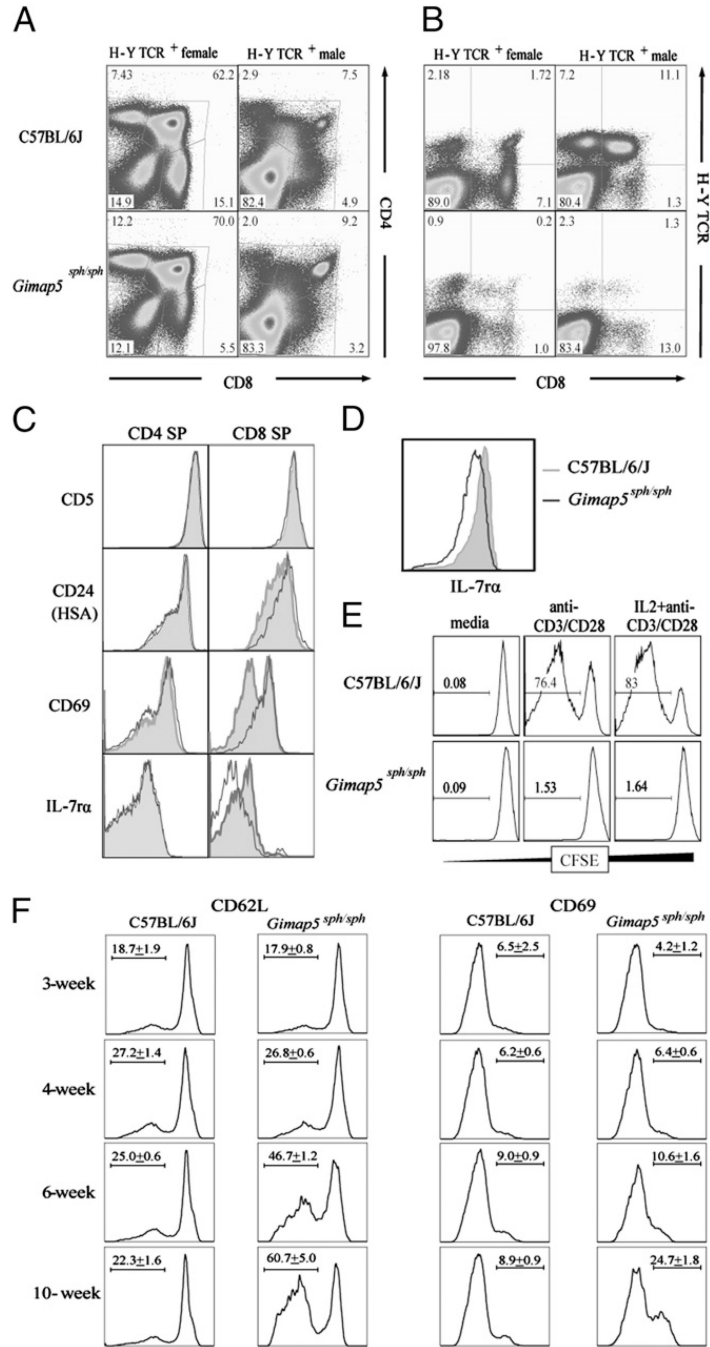 A
H-Y TCR + female H-Y TCR + male
7.43 62.2 2.9 7.5
C57BL/6J
14.9 15.1 82.4 4.9
12.2 70.0 2.0 9.2
Gimap5 sph/sph
12.1 5.5 83.3 3.2
CD8
CD4
B
H-Y TCR + female H-Y TCR + male
2.18 1.72 7.2 11.1
89.0 7.1 80.4 1.3
0.9 0.2 2.3 1.3
97.8 1.0 83.4 13.0
CD8
H-Y TCR
C
CD4 SP CD8 SP
CD5
CD24
(HSA)
CD69
IL-7rα
D
C57BL/6/J
Gimap5 sph/sph
IL-7rα
E
media anti-CD3/CD28 IL2+anti-CD3/CD28
C57BL/6/J
0.08 76.4 83
Gimap5 sph/sph
0.09 1.53 1.64
CFSE
F
CD62L CD69
C57BL/6J Gimap5 sph/sph C57BL/6J Gimap5 sph/sph
3-week 18.7±1.9 17.9±0.8 6.5±2.5 4.2±1.2
4-week 27.2±1.4 26.8±0.6 6.2±0.6 6.4±0.6
6-week 25.0±0.6 46.7±1.2 9.0±0.9 10.6±1.6
10- week 22.3±1.6 60.7±5.0 8.9±0.9 24.7±1.8